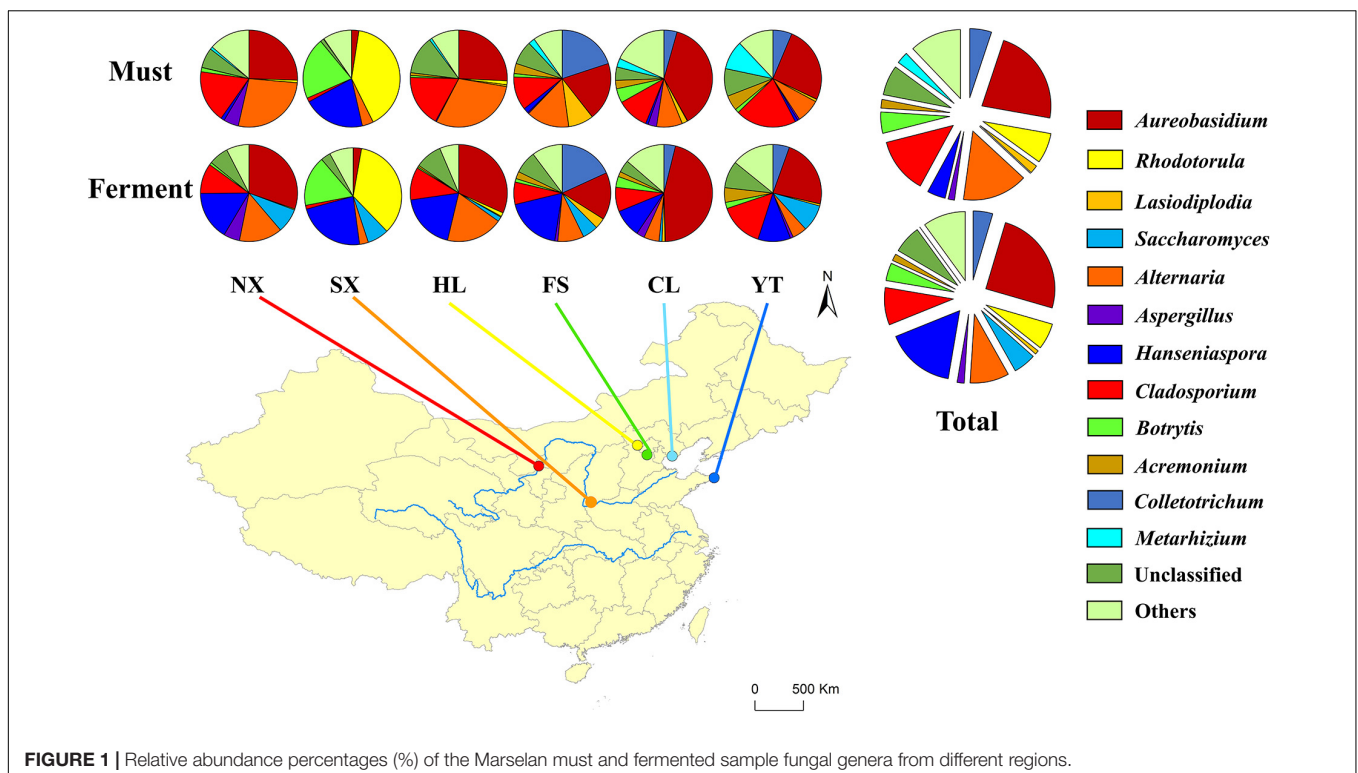 Must
Ferment
NX SX HL FS CL YT
N
Total
Aureobasidium
Rhodotorula
Lasiodiplodia
Saccharomyces
Alternaria
Aspergillus
Hanseniaspora
Cladosporium
Botrytis
Acremonium
Colletotrichum
Metarhizium
Unclassified
Others
0 500 Km
FIGURE 1 | Relative abundance percentages (%) of the Marselan must and fermented sample fungal genera from different regions.